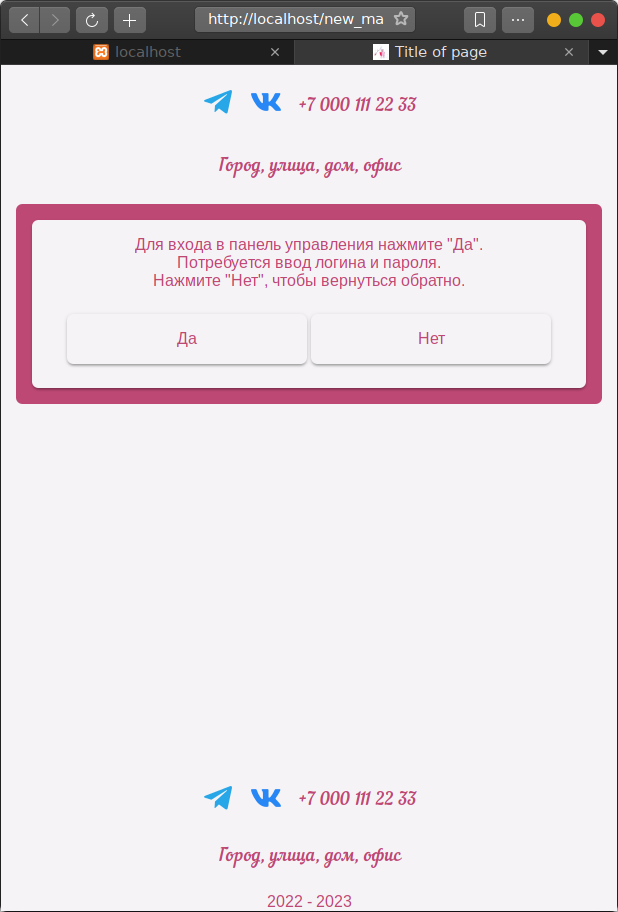 http://localhost/new_ma
localhost
Title of page
+7 000 111 22 33
Город, улица, дом, офис
Для входа в панель управления нажмите "Да".
Потребуется ввод логина и пароля.
Нажмите "Нет", чтобы вернуться обратно.
Да
Нет
+7 000 111 22 33
Город, улица, дом, офис
2022 - 2023